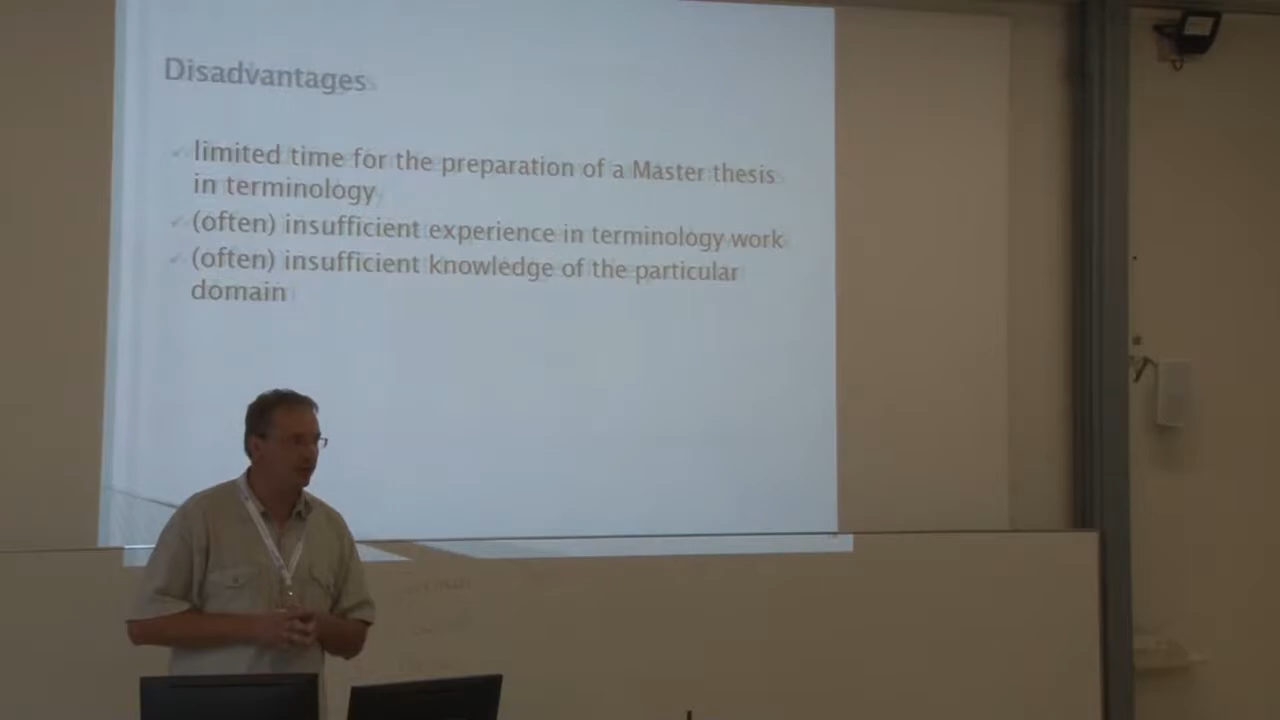 Disadvantages
limited time for the preparation of a Master thesis
in terminology
(often) insufficient experience in terminology work
(often) insufficient knowledge of the particular
domain